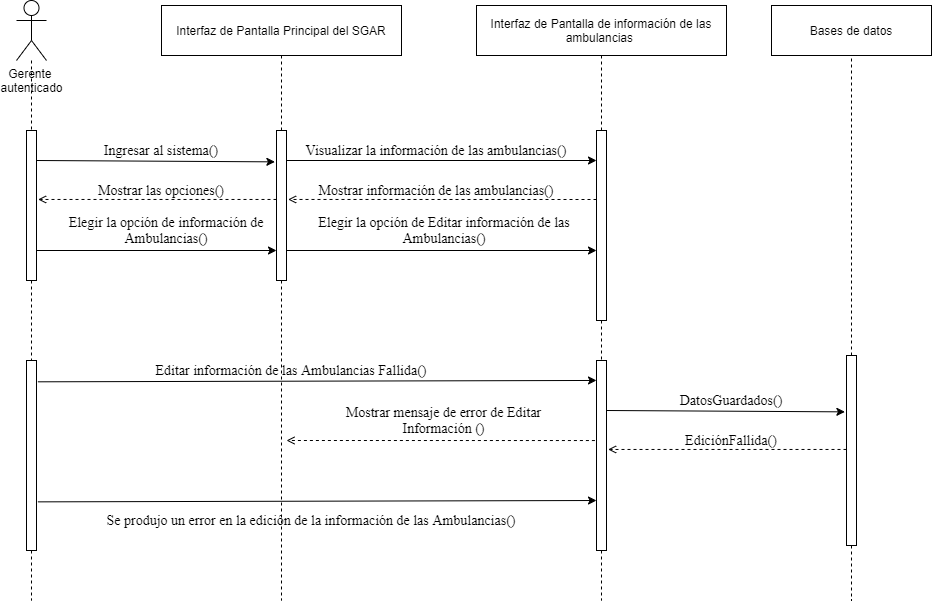 Interfaz de Pantalla Principal del SGAR
Interfaz de Pantalla de información de las
ambulancias
Bases de datos
Gerente
autenticado
Ingresar al sistema()
Visualizar la información de las ambulancias()
Mostrar las opciones()
Mostrar información de las ambulancias()
Elegir la opción de información de
Ambulancias()
Elegir la opción de Editar información de las
Ambulancias()
Editar información de las Ambulancias Fallida()
DatosGuardados()
Mostrar mensaje de error de Editar
Información ()
EdiciónFallida()
Se produjo un error en la edición de la información de las Ambulancias()